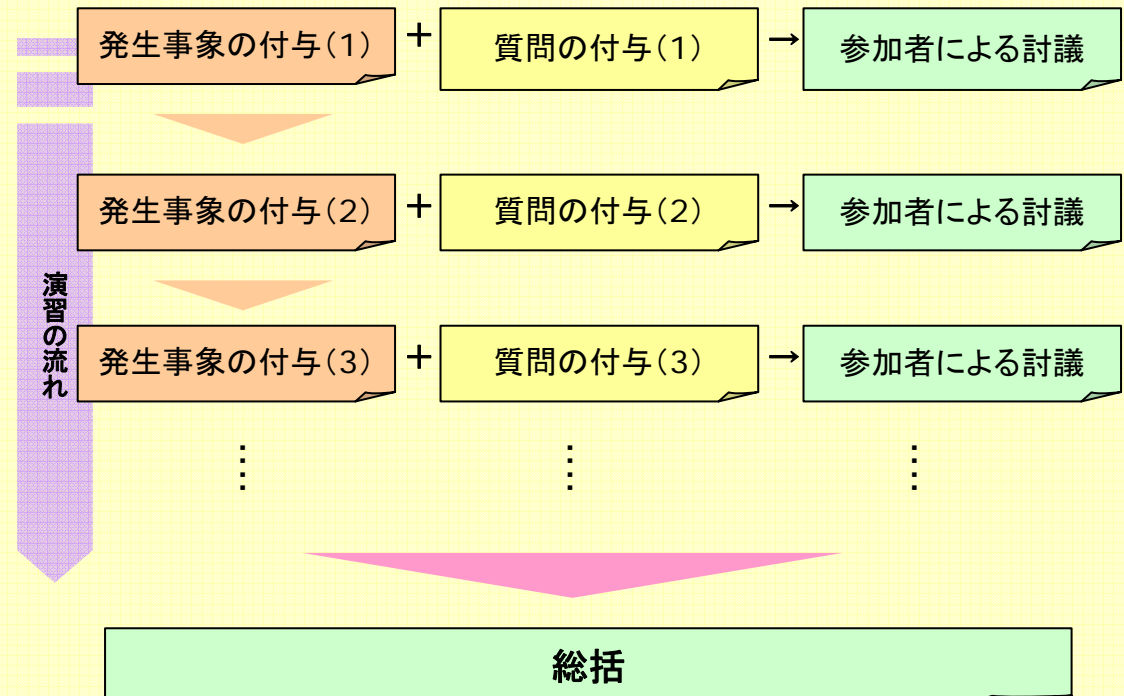 発生事象の付与(1) + 質問の付与(1) → 参加者による討議
発生事象の付与(2) + 質問の付与(2) → 参加者による討議
演習の流れ
発生事象の付与(3) + 質問の付与(3) → 参加者による討議
⋮ ⋮ ⋮
総括